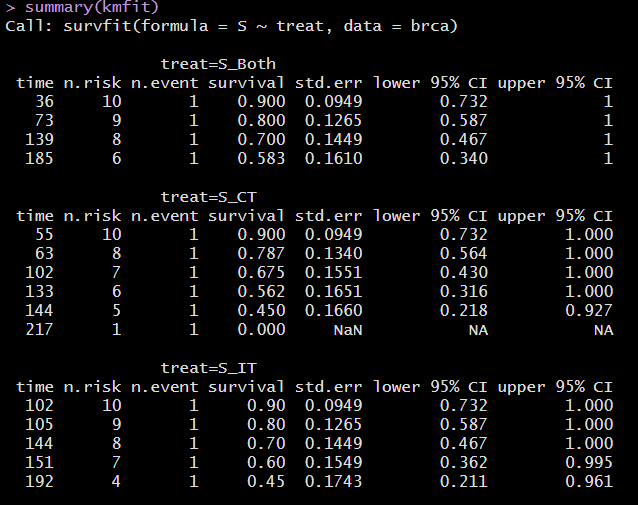 > summary(kmfit)
Call: survfit(formula = S ~ treat, data = brca)
treat=S_Both
time n.risk n.event survival std.err lower 95% CI upper 95% CI
36 10 1 0.900 0.0949 0.732 1
73 9 1 0.800 0.1265 0.587 1
139 8 1 0.700 0.1449 0.467 1
185 6 1 0.583 0.1610 0.340 1
treat=S_CT
time n.risk n.event survival std.err lower 95% CI upper 95% CI
55 10 1 0.900 0.0949 0.732 1.000
63 8 1 0.787 0.1340 0.564 1.000
102 7 1 0.675 0.1551 0.430 1.000
133 6 1 0.562 0.1651 0.316 1.000
144 5 1 0.450 0.1660 0.218 0.927
217 1 1 0.000 NaN NA NA
treat=S_IT
time n.risk n.event survival std.err lower 95% CI upper 95% CI
102 10 1 0.90 0.0949 0.732 1.000
105 9 1 0.80 0.1265 0.587 1.000
144 8 1 0.70 0.1449 0.467 1.000
151 7 1 0.60 0.1549 0.362 0.995
192 4 1 0.45 0.1743 0.211 0.961